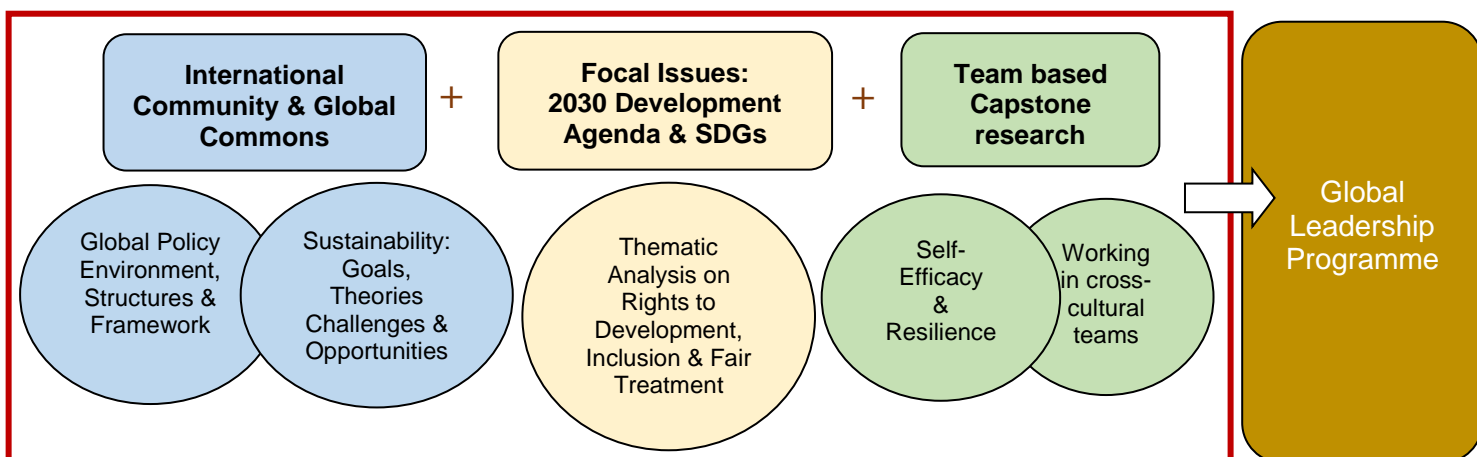 International
Community & Global
Commons
+
Focal Issues:
2030 Development
Agenda & SDGs
+
Team based
Capstone
research
Global Policy
Environment,
Structures &
Framework
Sustainability:
Goals,
Theories
Challenges &
Opportunities
Thematic
Analysis on
Rights to
Development,
Inclusion & Fair
Treatment
Self-
Efficacy
&
Resilience
Working
in cross-
cultural
teams
Global
Leadership
Programme